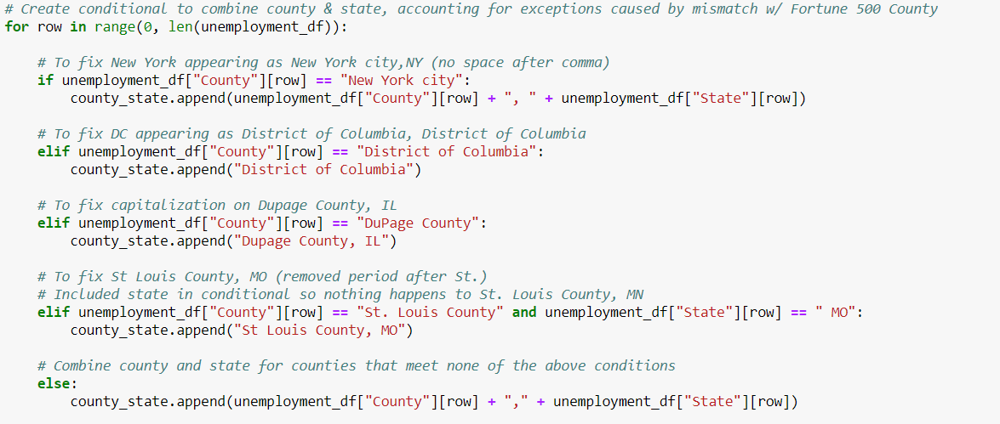 # Create conditional to combine county & state, accounting for exceptions caused by mismatch w/ Fortune 500 County
for row in range(0, len(unemployment_df)):
# To fix New York appearing as New York city,NY (no space after comma)
if unemployment_df["County"][row] == "New York city":
county_state.append(unemployment_df["County"][row] + ", " + unemployment_df["State"][row])
# To fix DC appearing as District of Columbia, District of Columbia
elif unemployment_df["County"][row] == "District of Columbia":
county_state.append("District of Columbia")
# To fix capitalization on Dupage County, IL
elif unemployment_df["County"][row] == "DuPage County":
county_state.append("Dupage County, IL")
# To fix St Louis County, MO (removed period after St.)
# Included state in conditional so nothing happens to St. Louis County, MN
elif unemployment_df["County"][row] == "St. Louis County" and unemployment_df["State"][row] == " MO":
county_state.append("St Louis County, MO")
# Combine county and state for counties that meet none of the above conditions
else:
county_state.append(unemployment_df["County"][row] + "," + unemployment_df["State"][row])